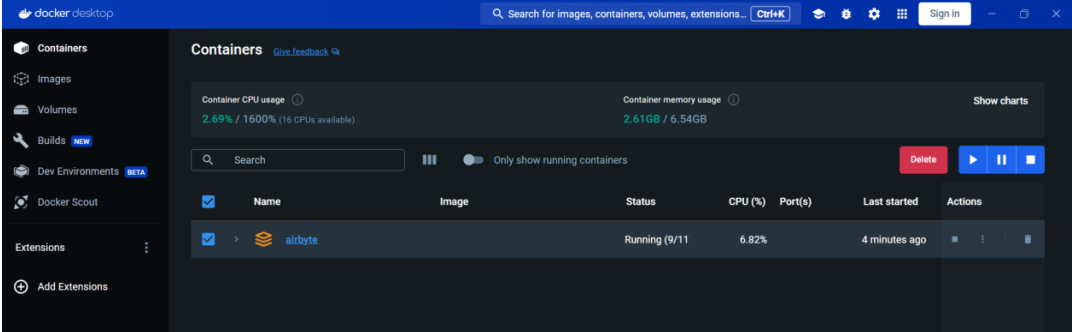 docker desktop
Search for images, containers, volumes, extensions... Ctrl+K
Sign in
Containers
Images
Volumes
Builds NEW
Dev Environments BETA
Docker Scout
Extensions
Add Extensions
Containers Give feedback
Container CPU usage
2.69% / 1600% (16 CPUs available)
Container memory usage
2.61GB / 6.54GB
Show charts
Search
Only show running containers
Delete
Name Image Status CPU (%) Port(s) Last started Actions
airbyte Running (9/11 6.82% 4 minutes ago